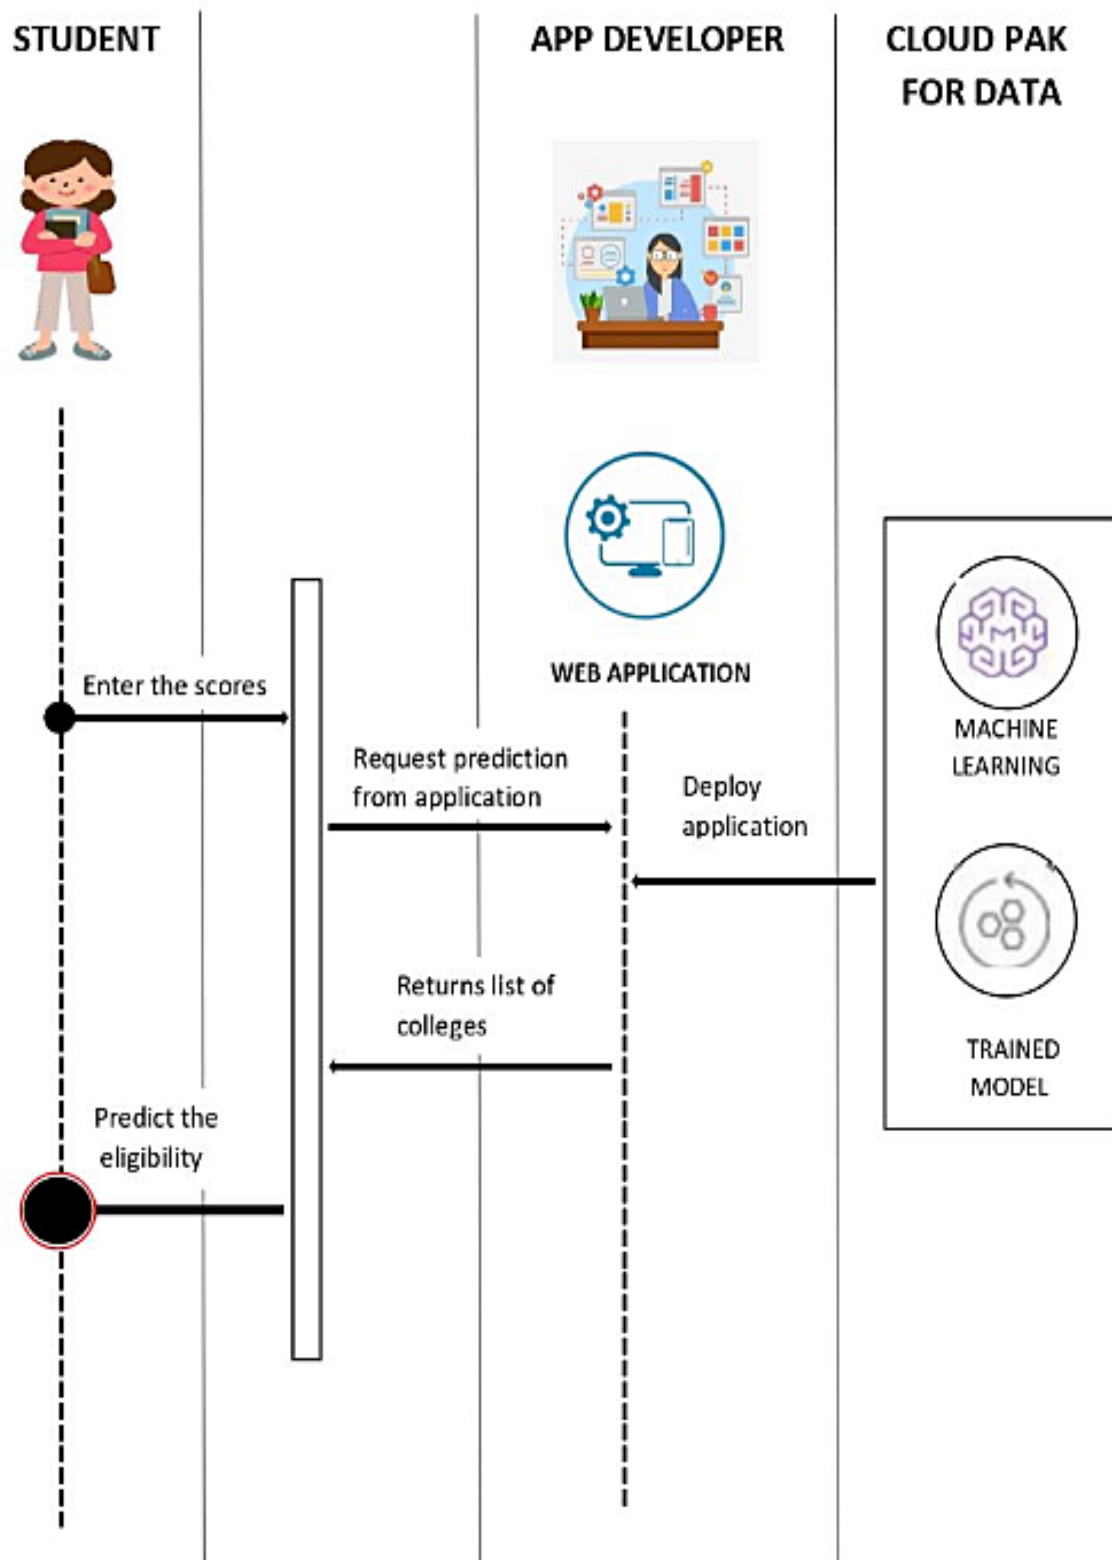 STUDENT
APP DEVELOPER
CLOUD PAK
FOR DATA
WEB APPLICATION
Enter the scores
Request prediction
from application
Deploy
application
MACHINE
LEARNING
Returns list of
colleges
TRAINED
MODEL
Predict the
eligibility